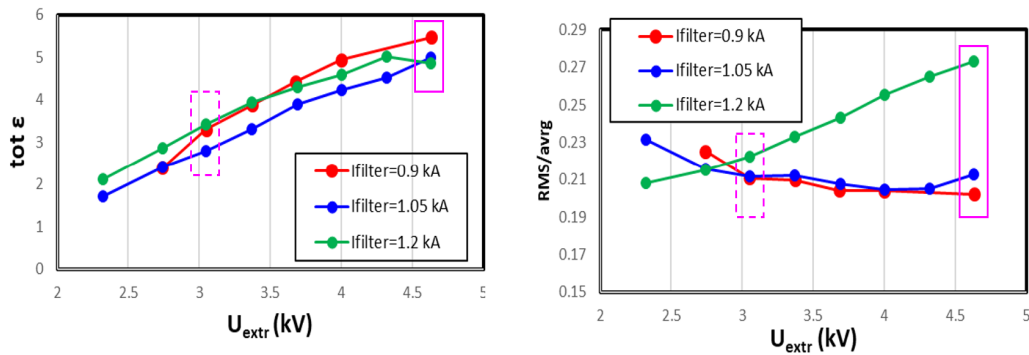 6
5
4
3
2
1
0
tot ε
Ifilter=0.9 kA
Ifilter=1.05 kA
Ifilter=1.2 kA
2 2.5 3 3.5 4 4.5 5
Uextr (kV)
0.29
0.27
0.25
0.23
0.21
0.19
0.17
0.15
RMS/avrg
Ifilter=0.9 kA
Ifilter=1.05 kA
Ifilter=1.2 kA
2 2.5 3 3.5 4 4.5 5
Uextr (kV)